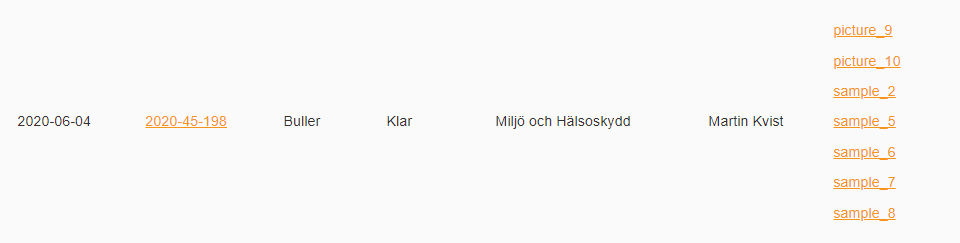 2020-06-04 2020-45-198 Buller Klar Miljö och Hälsoskydd Martin Kvist
picture_9
picture_10
sample_2
sample_5
sample_6
sample_7
sample_8